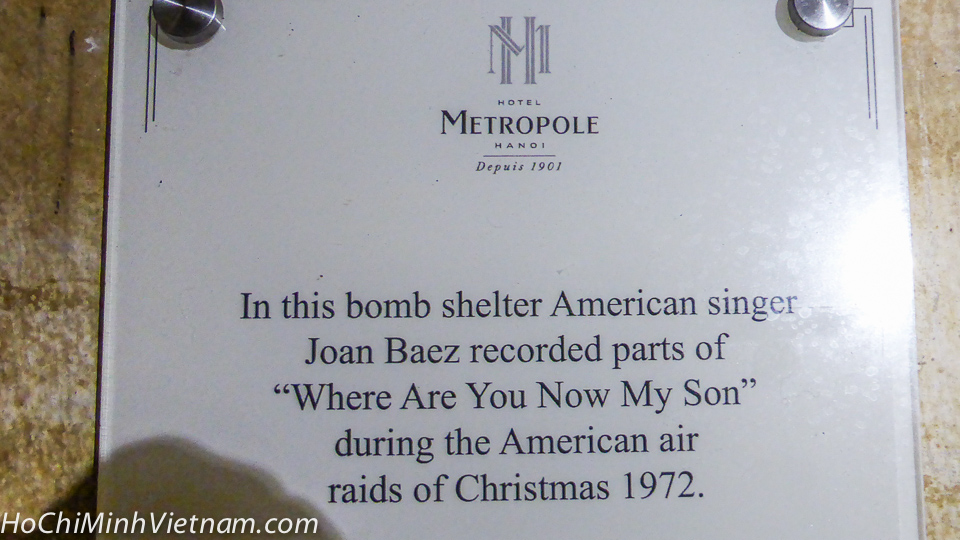 HOTEL
METROPOLE
HANOI
Depuis 1901
In this bomb shelter American singer
Joan Baez recorded parts of
“Where Are You Now My Son”
during the American air
raids of Christmas 1972.
HoChiMinhVietnam.com